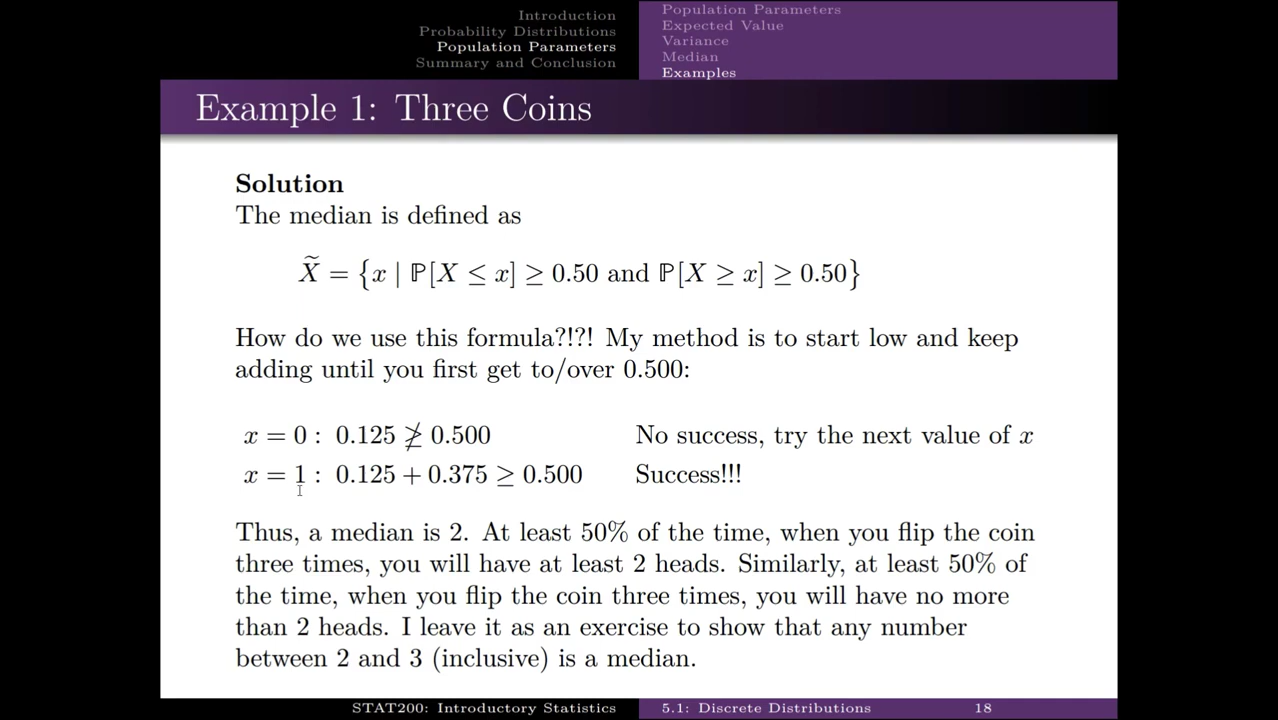 Introduction
Probability Distributions
Population Parameters
Summary and Conclusion
Population Parameters
Expected Value
Variance
Median
Examples
Example 1: Three Coins
Solution
The median is defined as
X̃ = {x | ℙ[X ≤ x] ≥ 0.50 and ℙ[X ≥ x] ≥ 0.50}
How do we use this formula?!?! My method is to start low and keep
adding until you first get to/over 0.500:
x = 0 : 0.125 ≱ 0.500 No success, try the next value of x
x = 1 : 0.125 + 0.375 ≥ 0.500 Success!!!
Thus, a median is 2. At least 50% of the time, when you flip the coin
three times, you will have at least 2 heads. Similarly, at least 50% of
the time, when you flip the coin three times, you will have no more
than 2 heads. I leave it as an exercise to show that any number
between 2 and 3 (inclusive) is a median.
STAT200: Introductory Statistics 5.1: Discrete Distributions 18